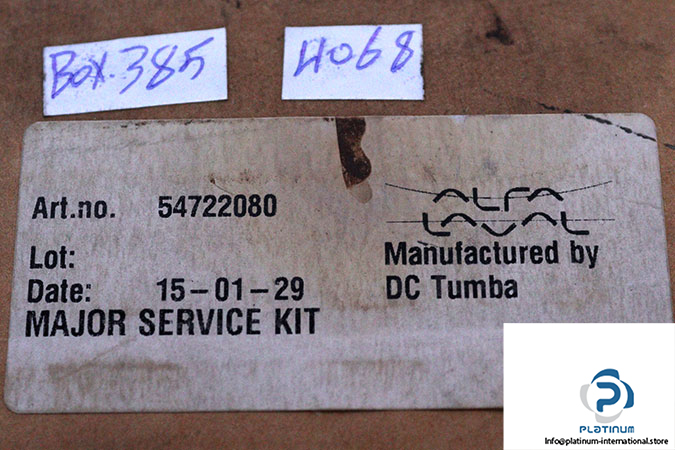 Box.385
4068
Art.no. 54722080
ALFA
LAVAL
Lot:
Manufactured by
Date: 15-01-29
DC Tumba
MAJOR SERVICE KIT
PLATINUM
Info@platinum-international.store